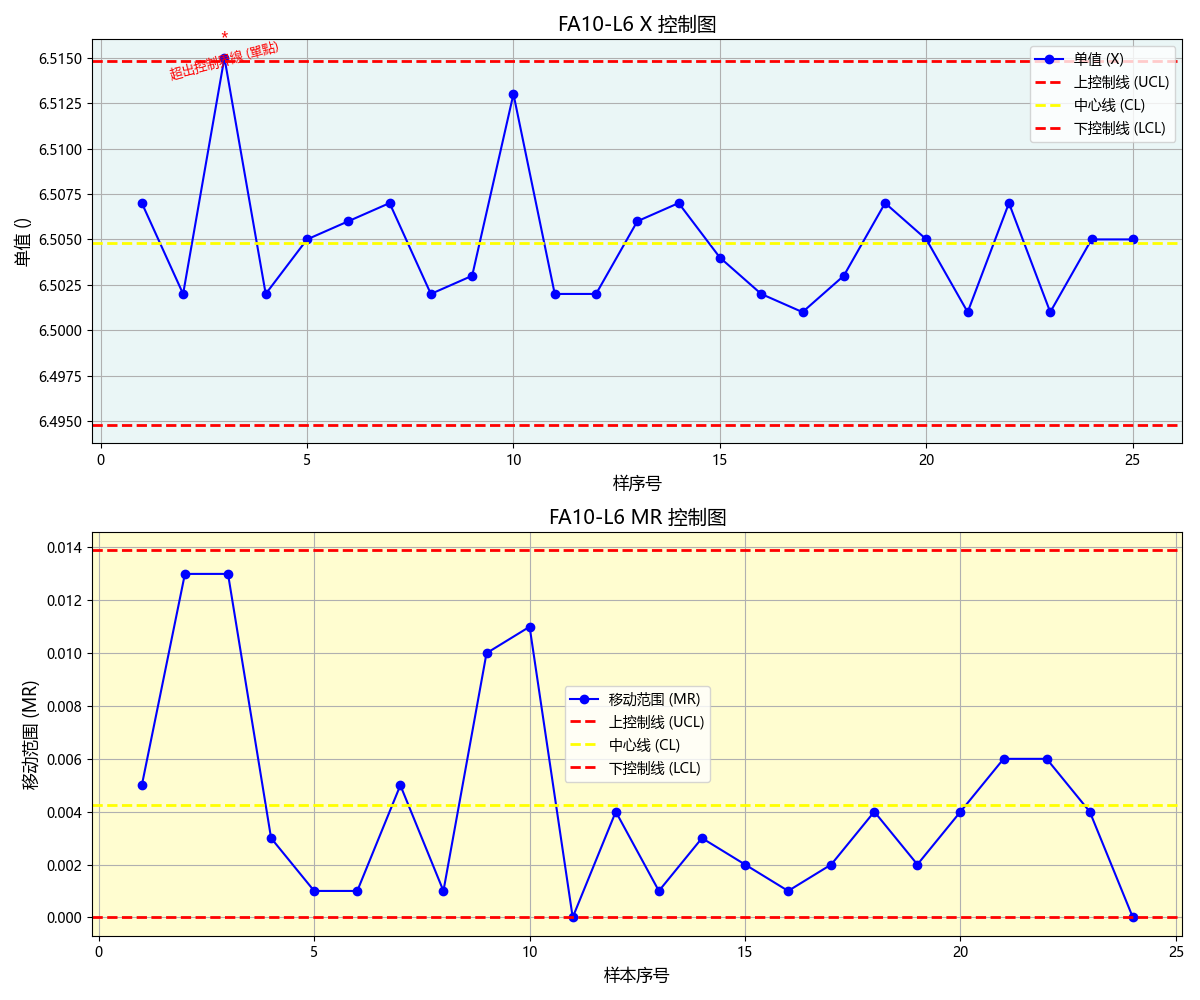 FA10-L6 X 控制图
*
超出控制界線 (單點)
单值 ()
6.5150
6.5125
6.5100
6.5075
6.5050
6.5025
6.5000
6.4975
6.4950
单值 (X)
上控制线 (UCL)
中心线 (CL)
下控制线 (LCL)
0 5 10 15 20 25
样序号
FA10-L6 MR 控制图
移动范围 (MR)
0.014
0.012
0.010
0.008
0.006
0.004
0.002
0.000
移动范围 (MR)
上控制线 (UCL)
中心线 (CL)
下控制线 (LCL)
0 5 10 15 20 25
样本序号